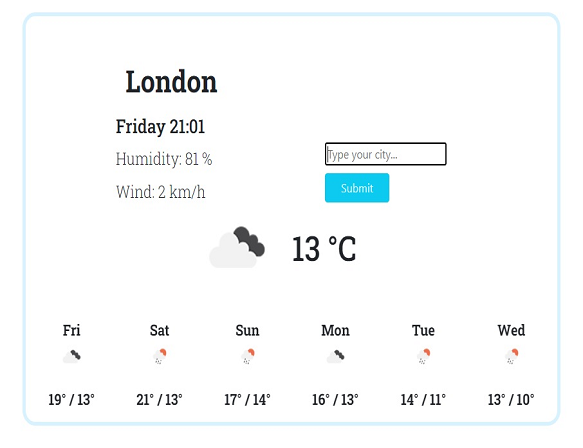 London
Friday 21:01
Humidity: 81 %
Type your city...
Wind: 2 km/h
Submit
13 °C
Fri Sat Sun Mon Tue Wed
19° / 13° 21° / 13° 17° / 14° 16° / 13° 14° / 11° 13° / 10°